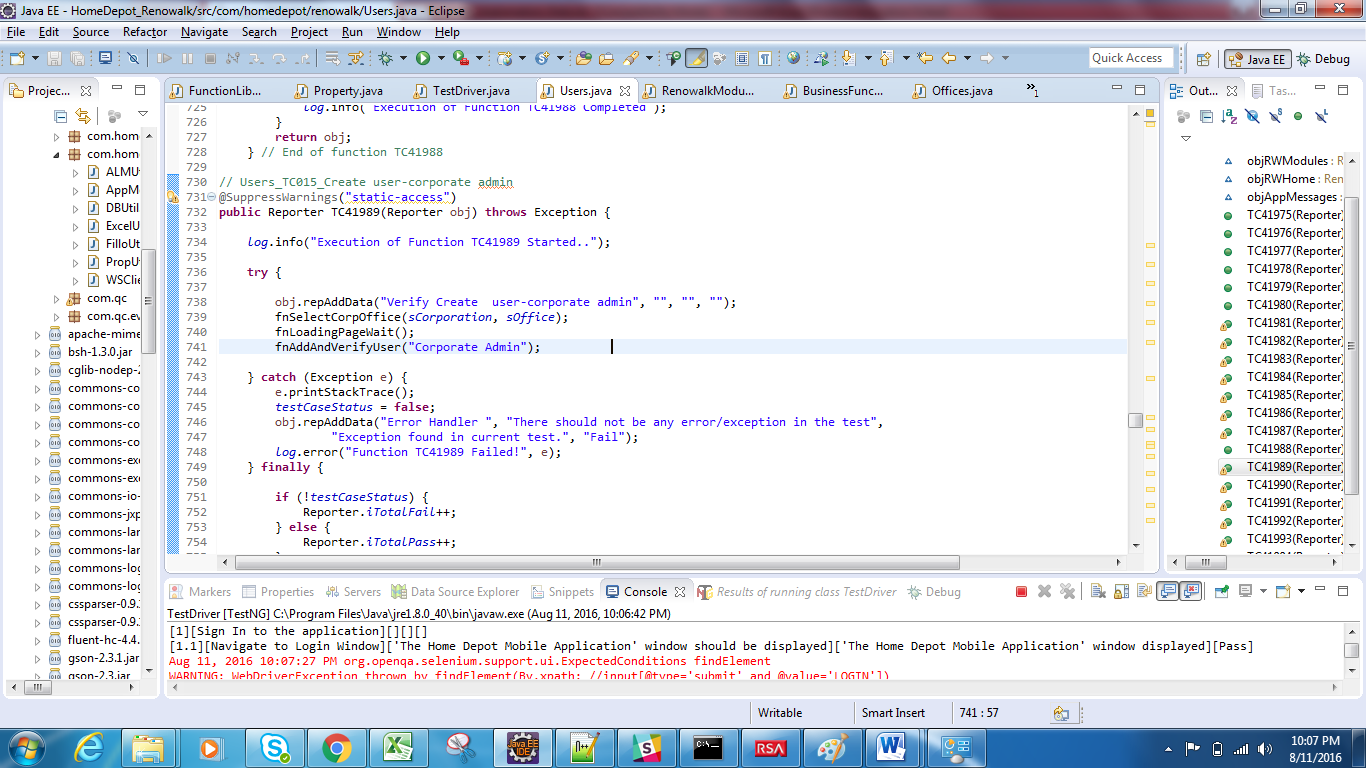 Java EE - HomeDepot_Renowalk/src/com/homedepot/renowalk/Users.java - Eclipse
File Edit Source Refactor Navigate Search Project Run Window Help
Quick Access
Java EE
Debug
Projec...
FunctionLib...
Property.java
TestDriver.java
Users.java
RenowalkModu...
BusinessFunc...
Offices.java
»1
Out...
Tas...
com.hom
com.hom
ALMU
AppM
DBUtil
ExcelU
FilloUt
PropU
WSClie
com.qc
com.qc.ev
apache-mime
bsh-1.3.0.jar
cglib-nodep-2
commons-co
commons-co
commons-co
commons-co
commons-exe
commons-exe
commons-io-
commons-jxp
commons-lan
commons-lan
commons-log
commons-log
cssparser-0.9.
cssparser-0.9.
fluent-hc-4.4.
gson-2.3.1.jar
gson-2.3.jar
725 log.info("Execution of Function TC41988 Completed");
726 }
727 return obj;
728 } // End of function TC41988
729
730 // Users_TC015_Create user-corporate admin
731 @SuppressWarnings("static-access")
732 public Reporter TC41989(Reporter obj) throws Exception {
733
734 log.info("Execution of Function TC41989 Started..");
735
736 try {
737
738 obj.repAddData("Verify Create  user-corporate admin", "", "", "");
739 fnSelectCorpOffice(sCorporation, sOffice);
740 fnLoadingPageWait();
741 fnAddAndVerifyUser("Corporate Admin");
742
743 } catch (Exception e) {
744 e.printStackTrace();
745 testCaseStatus = false;
746 obj.repAddData("Error Handler ", "There should not be any error/exception in the test",
747 "Exception found in current test.", "Fail");
748 log.error("Function TC41989 Failed!", e);
749 } finally {
750
751 if (!testCaseStatus) {
752 Reporter.iTotalFail++;
753 } else {
754 Reporter.iTotalPass++;
objRWModules : R
objRWHome : Ren
objAppMessages :
TC41975(Reporter)
TC41976(Reporter)
TC41977(Reporter)
TC41978(Reporter)
TC41979(Reporter)
TC41980(Reporter)
TC41981(Reporter)
TC41982(Reporter)
TC41983(Reporter)
TC41984(Reporter)
TC41985(Reporter)
TC41986(Reporter)
TC41987(Reporter)
TC41988(Reporter)
TC41989(Reporter)
TC41990(Reporter)
TC41991(Reporter)
TC41992(Reporter)
TC41993(Reporter)
Markers
Properties
Servers
Data Source Explorer
Snippets
Console
Results of running class TestDriver
Debug
TestDriver [TestNG] C:\Program Files\Java\jre1.8.0_40\bin\javaw.exe (Aug 11, 2016, 10:06:42 PM)
[1][Sign In to the application][][][]
[1.1][Navigate to Login Window]['The Home Depot Mobile Application' window should be displayed]['The Home Depot Mobile Application' window displayed][Pass]
Aug 11, 2016 10:07:27 PM org.openqa.selenium.support.ui.ExpectedConditions findElement
WARNING: WebDriverException thrown by findElement(By.xpath: //input[@type='submit' and @value='LOGIN'])
Writable
Smart Insert
741 : 57
Java EE
IDE
C:\
RSA
10:07 PM
8/11/2016